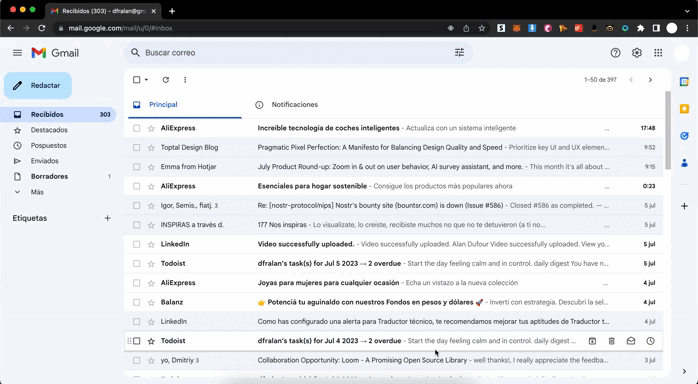 Recibidos (303) - dfralan@gm
mail.google.com/mail/u/0/#inbox
Gmail
Buscar correo
Redactar
1–50 de 397
Recibidos 303
Destacados
Pospuestos
Enviados
Borradores 1
Más
Etiquetas
Principal
Notificaciones
AliExpress Increíble tecnología de coches inteligentes - Actualiza con un sistema inteligente ... 17:48
Toptal Design Blog Pragmatic Pixel Perfection: A Manifesto for Balancing Design Quality and Speed - Prioritize key UI and UX elemen... 9:52
Emma from Hotjar July Product Round-up: Zoom in & out on user behavior, AI survey assistant, and more. - This month it's all about ... 9:15
AliExpress Esenciales para hogar sostenible - Consigue los productos más populares ahora ... 0:23
Igor, Semis., fiatj. 3 Re: [nostr-protocol/nips] Nostr's bounty site (bountsr.com) is down (Issue #586) - Closed #586 as completed. — ... 5 jul
INSPIRAS a través d. 177 Nos inspiras - Lo visualizate, lo creiste, recibiste muchos no que no te detuvieron (a ti no... 5 jul
LinkedIn Video successfully uploaded. - Video successfully uploaded. Alan Dufour Video successfully uploaded. View yo... 5 jul
Todoist dfralan's task(s) for Jul 5 2023 → 2 overdue - Start the day feeling calm and in control. daily digest You have n... 5 jul
AliExpress Joyas para mujeres para cualquier ocasión - Echa un vistazo a la nueva colección ... 4 jul
Balanz 👉 Potenciá tu aguinaldo con nuestros Fondos en pesos y dólares 🚀 - Invertí con estrategia. Descubrí la sel... 4 jul
LinkedIn Como has configurado una alerta para Traductor técnico, te recomendamos mejorar tus aptitudes de Traductor t... 4 jul
Todoist dfralan's task(s) for Jul 4 2023 → 2 overdue - Start the day feeling calm and in control. daily digest ...
yo, Dmitriy 3 Collaboration Opportunity: Loom - A Promising Open Source Library - well thanks!, I really appreciate the feedba... 3 jul